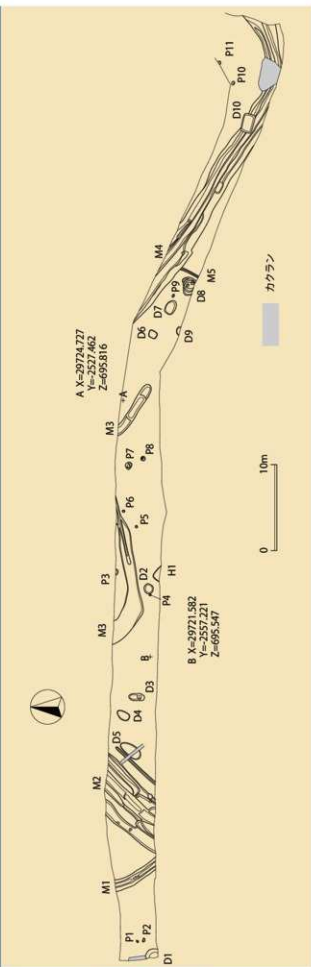 P11
P10
D10
M4
M5
P9
D8
D7
D6
D9
A X=29724.727
Y=-2527.462
Z=695.816
A
M3
P7
P8
P6
P5
P3
D2
H1
P4
M3
B
B X=29721.582
Y=-2557.221
Z=695.547
D3
D4
D5
M2
M1
P1
P2
D1
カクラン
0 10m